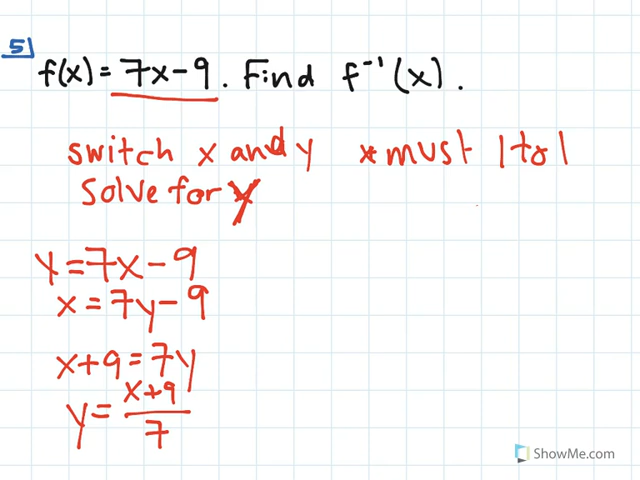 5
f(x) = 7x - 9. Find f⁻¹(x).
switch x and y *must 1 to 1
Solve for y
y = 7x - 9
x = 7y - 9
x + 9 = 7y
y = (x + 9)/7
ShowMe.com